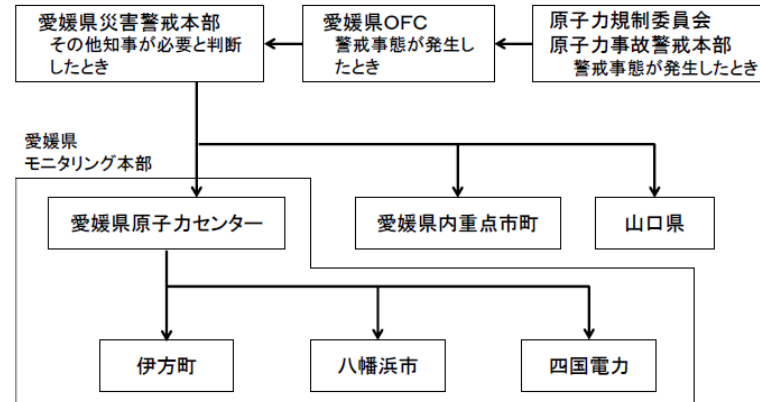 愛媛県災害警戒本部
その他知事が必要と判断
したとき
愛媛県OFC
警戒事態が発生し
たとき
原子力規制委員会
原子力事故警戒本部
警戒事態が発生したとき
愛媛県
モニタリング本部
愛媛県原子力センター
愛媛県内重点市町
山口県
伊方町
八幡浜市
四国電力